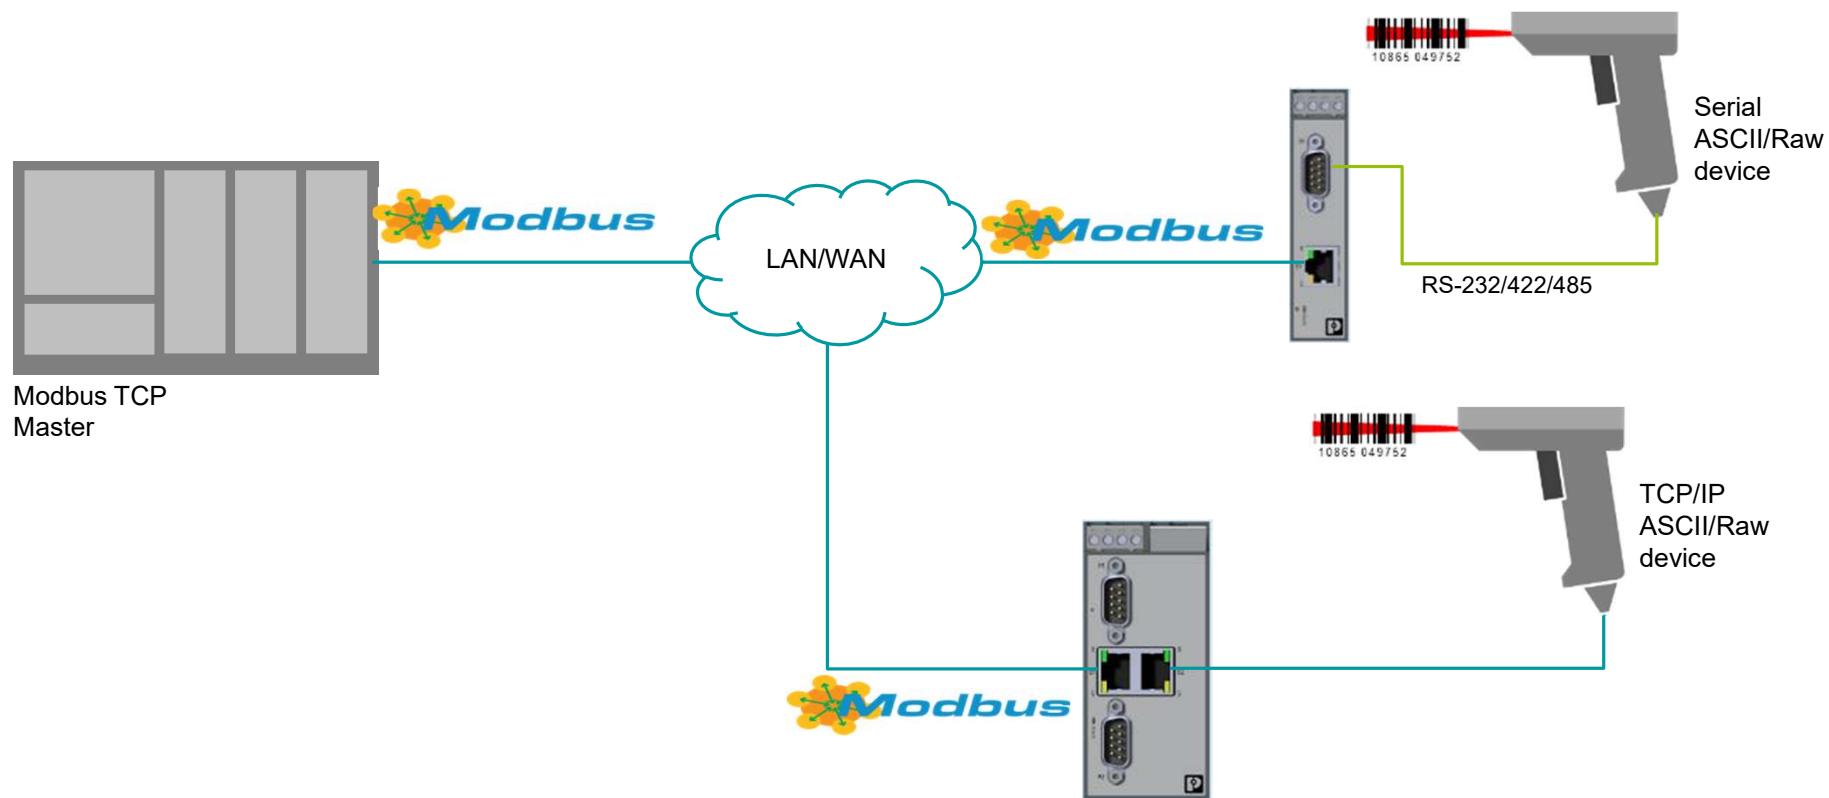 10865 049752
Serial
ASCII/Raw
device
Modbus
Modbus
LAN/WAN
RS-232/422/485
Modbus TCP
Master
10865 049752
TCP/IP
ASCII/Raw
device
Modbus